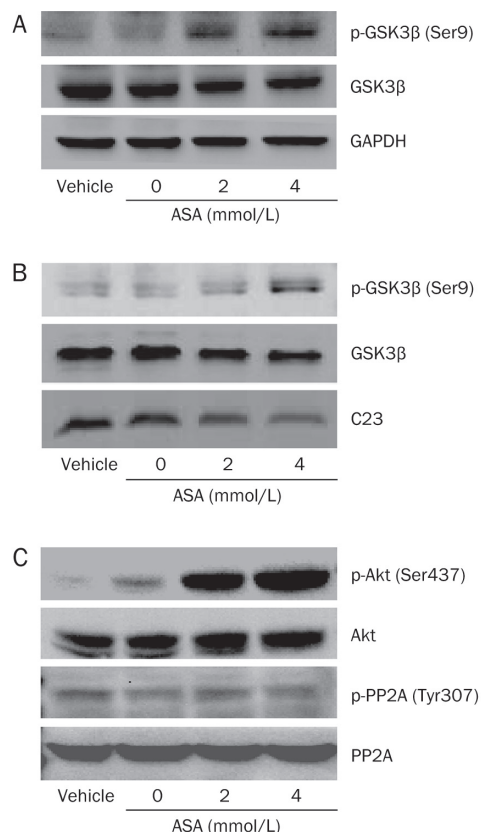 A
p-GSK3β (Ser9)
GSK3β
GAPDH
Vehicle 0 2 4
ASA (mmol/L)
B
p-GSK3β (Ser9)
GSK3β
C23
Vehicle 0 2 4
ASA (mmol/L)
C
p-Akt (Ser437)
Akt
p-PP2A (Tyr307)
PP2A
Vehicle 0 2 4
ASA (mmol/L)